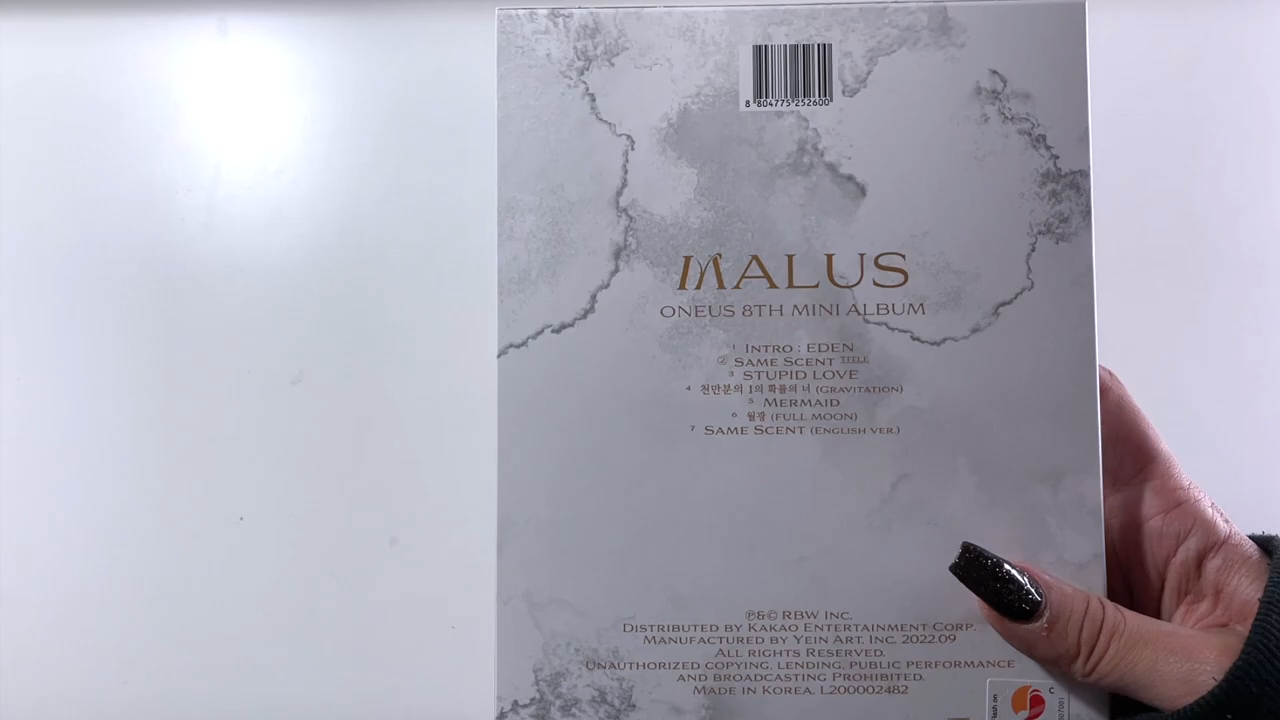 8 804775 252600
MALUS
ONEUS 8TH MINI ALBUM
1 INTRO : EDEN
② SAME SCENT TITLE
3 STUPID LOVE
4 천만분의 1의 확률의 너 (GRAVITATION)
5 MERMAID
6 월광 (FULL MOON)
7 SAME SCENT (ENGLISH VER.)
℗&© RBW INC.
DISTRIBUTED BY KAKAO ENTERTAINMENT CORP.
MANUFACTURED BY YEIN ART. INC. 2022.09
ALL RIGHTS RESERVED.
UNAUTHORIZED COPYING, LENDING, PUBLIC PERFORMANCE
AND BROADCASTING PROHIBITED.
MADE IN KOREA. L200002482
C